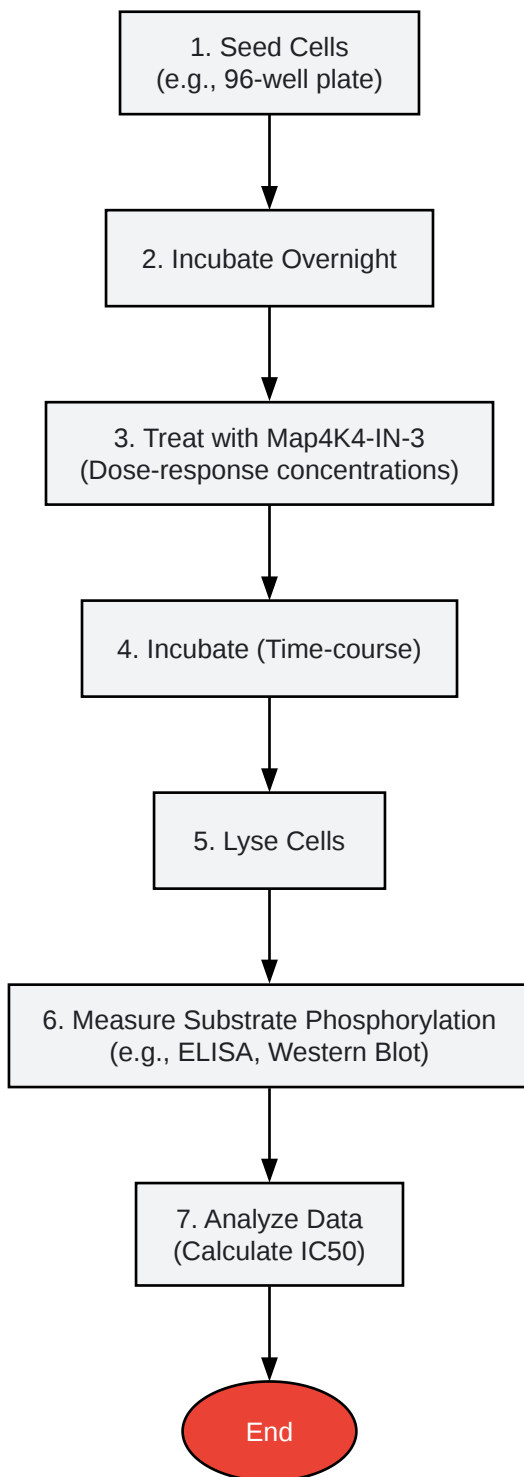 1. Seed Cells
(e.g., 96-well plate)
2. Incubate Overnight
3. Treat with Map4K4-IN-3
(Dose-response concentrations)
4. Incubate (Time-course)
5. Lyse Cells
6. Measure Substrate Phosphorylation
(e.g., ELISA, Western Blot)
7. Analyze Data
(Calculate IC50)
End